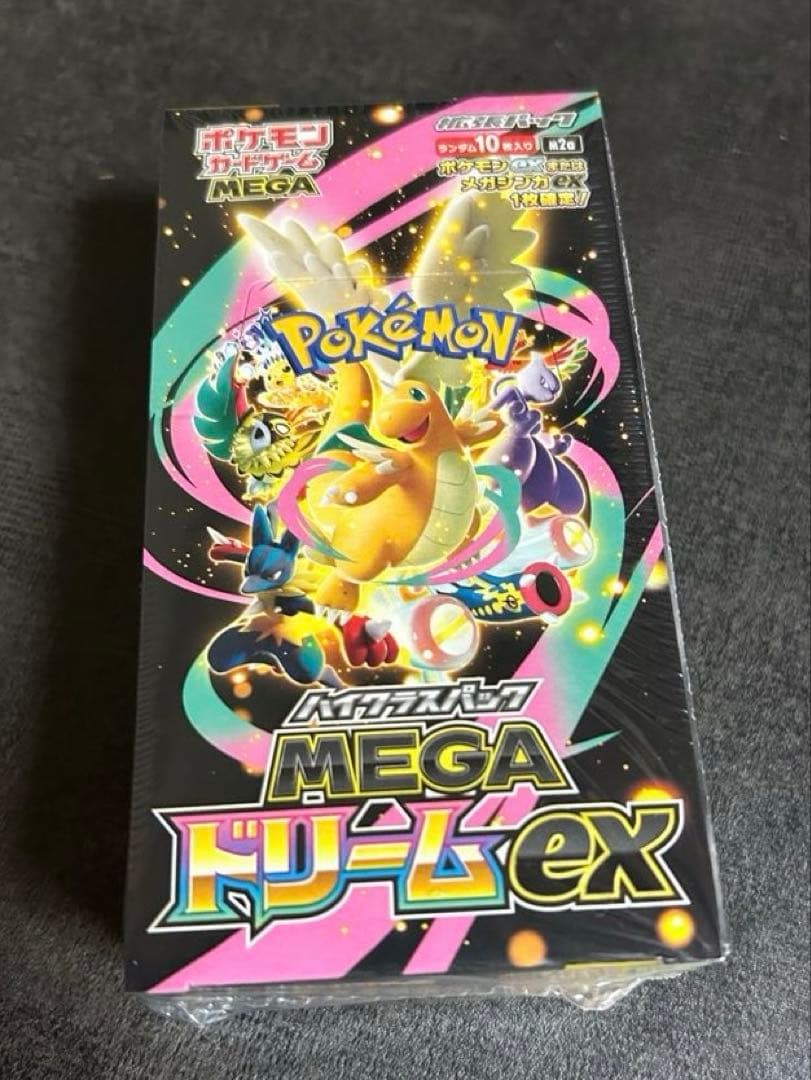 ポケモン
カードゲーム
MEGA
拡張パック
ランダム10枚入り
M2a
ポケモンexまたは
メガシンカex
1枚確定!
POKéMON
ハイクラスパック
MEGA
ドリームex